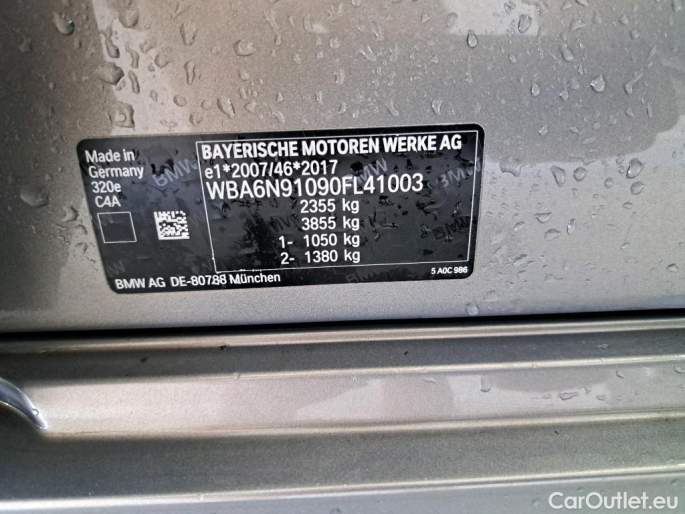 Made in
Germany
320e
C4A
BAYERISCHE MOTOREN WERKE AG
e1*2007/46*2017
WBA6N91090FL41003
2355 kg
3855 kg
1- 1050 kg
2- 1380 kg
BMW AG DE-80788 München
5 A0C 986
CarOutlet.eu